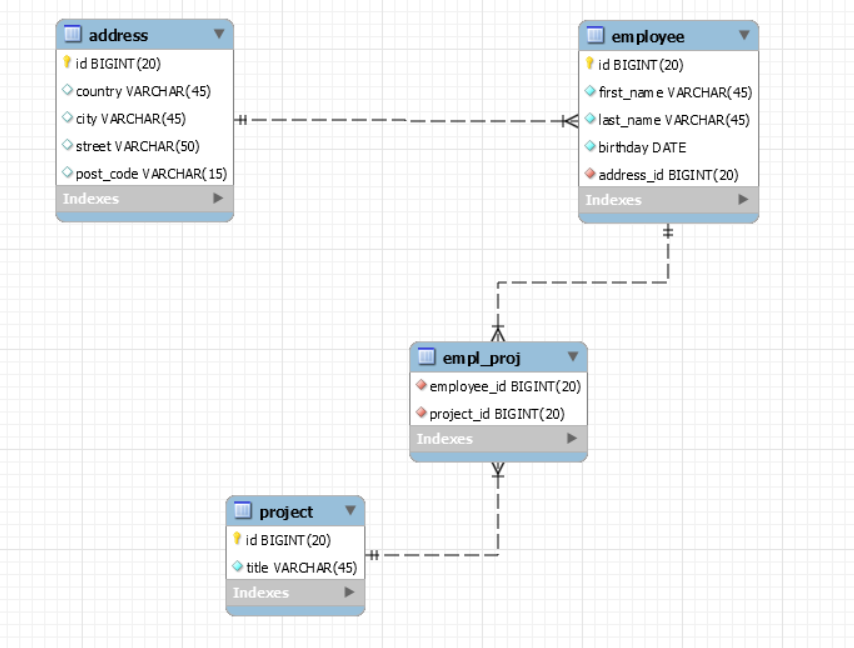 address
id BIGINT(20)
country VARCHAR(45)
city VARCHAR(45)
street VARCHAR(50)
post_code VARCHAR(15)
Indexes
employee
id BIGINT(20)
first_name VARCHAR(45)
last_name VARCHAR(45)
birthday DATE
address_id BIGINT(20)
Indexes
empl_proj
employee_id BIGINT(20)
project_id BIGINT(20)
Indexes
project
id BIGINT(20)
title VARCHAR(45)
Indexes